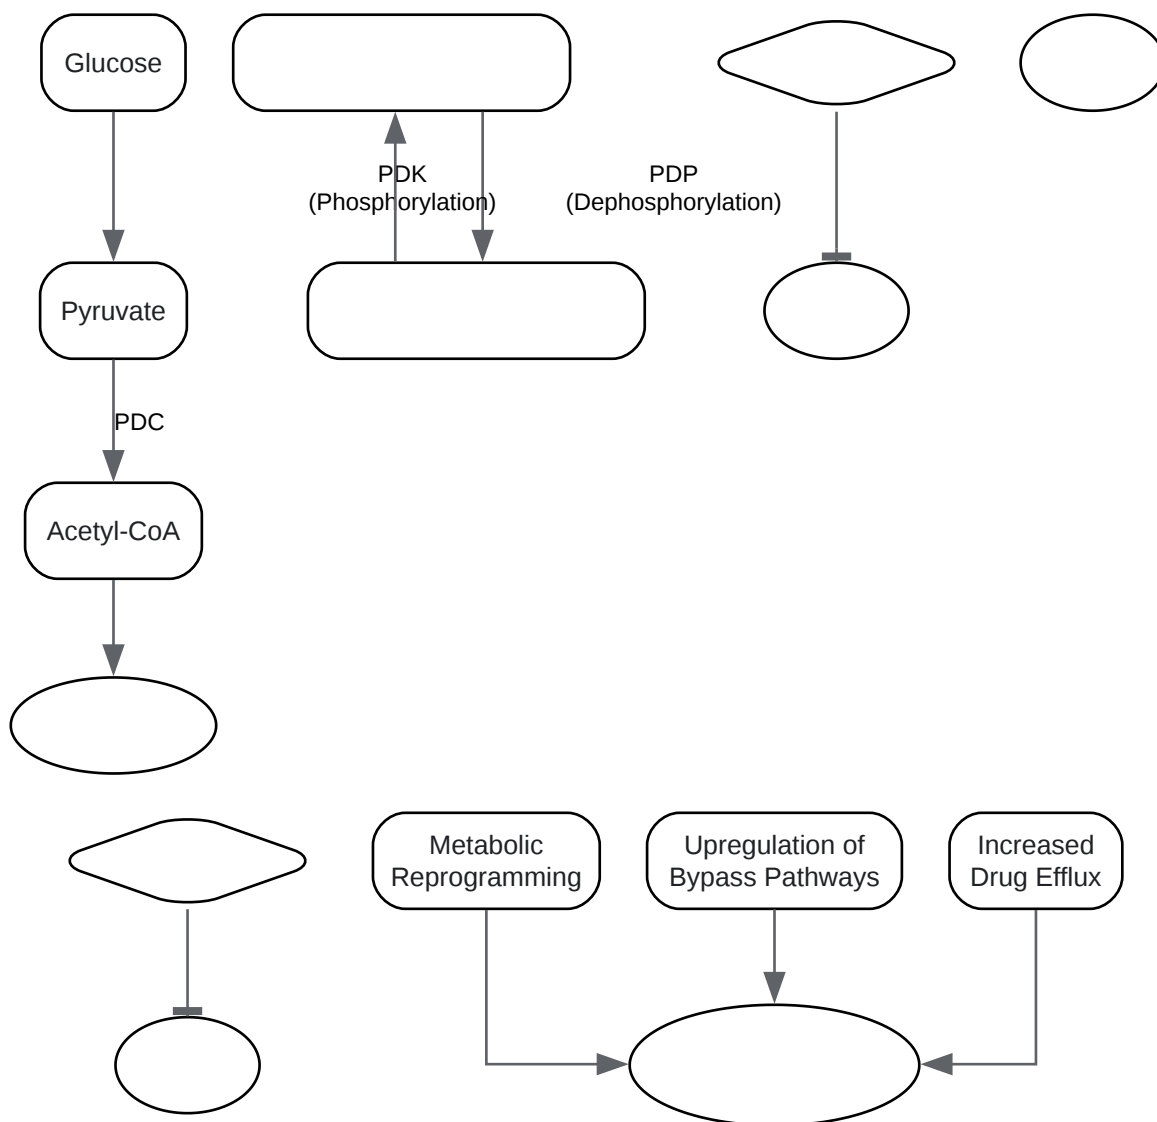 Glucose
PDK
(Phosphorylation)
PDP
(Dephosphorylation)
Pyruvate
PDC
Acetyl-CoA
Metabolic
Reprogramming
Upregulation of
Bypass Pathways
Increased
Drug Efflux